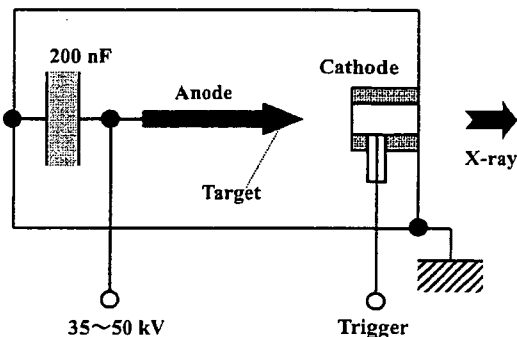 200 nF
Cathode
Anode
X-ray
Target
35~50 kV
Trigger